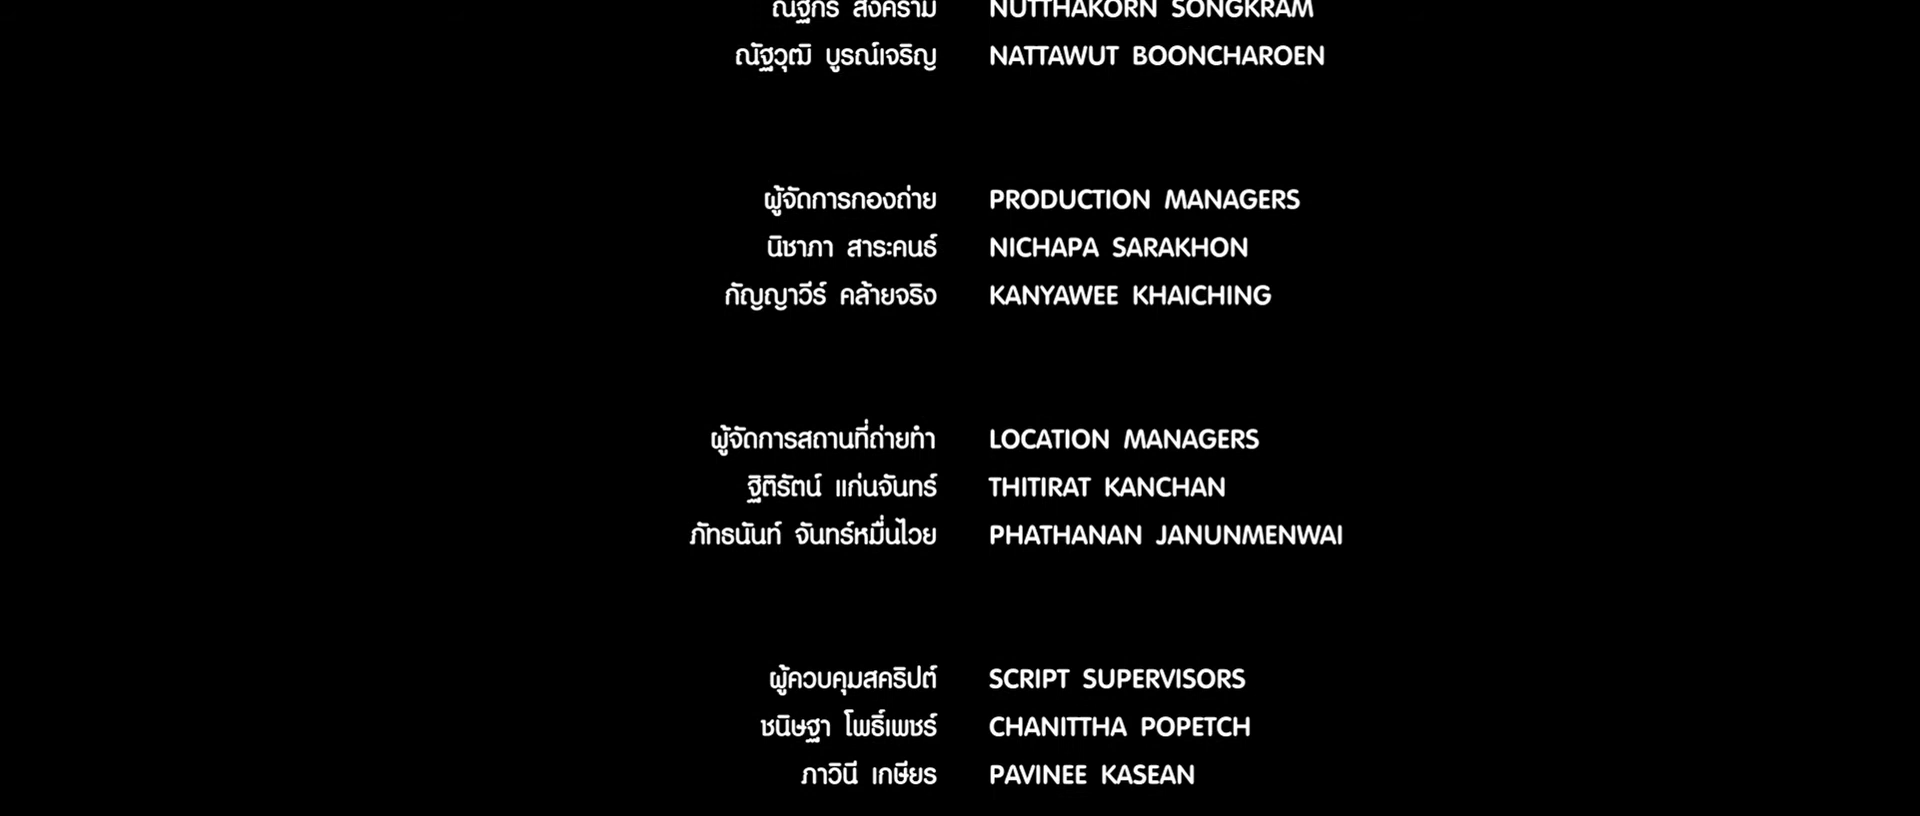 ณัฐกร สงคราม NUTTHAKORN SONGKRAM
ณัฐวุฒิ บูรณ์เจริญ NATTAWUT BOONCHAROEN
ผู้จัดการกองถ่าย PRODUCTION MANAGERS
นิชาภา สาระคนธ์ NICHAPA SARAKHON
กัญญาวีร์ คล้ายจริง KANYAWEE KHAICHING
ผู้จัดการสถานที่ถ่ายทำ LOCATION MANAGERS
ฐิติรัตน์ แก่นจันทร์ THITIRAT KANCHAN
ภัทธนันท์ จันทร์หมื่นไวย PHATHANAN JANUNMENWAI
ผู้ควบคุมสคริปต์ SCRIPT SUPERVISORS
ชนิษฐา โพธิ์เพชร์ CHANITTHA POPETCH
ภาวินี เกษียร PAVINEE KASEAN